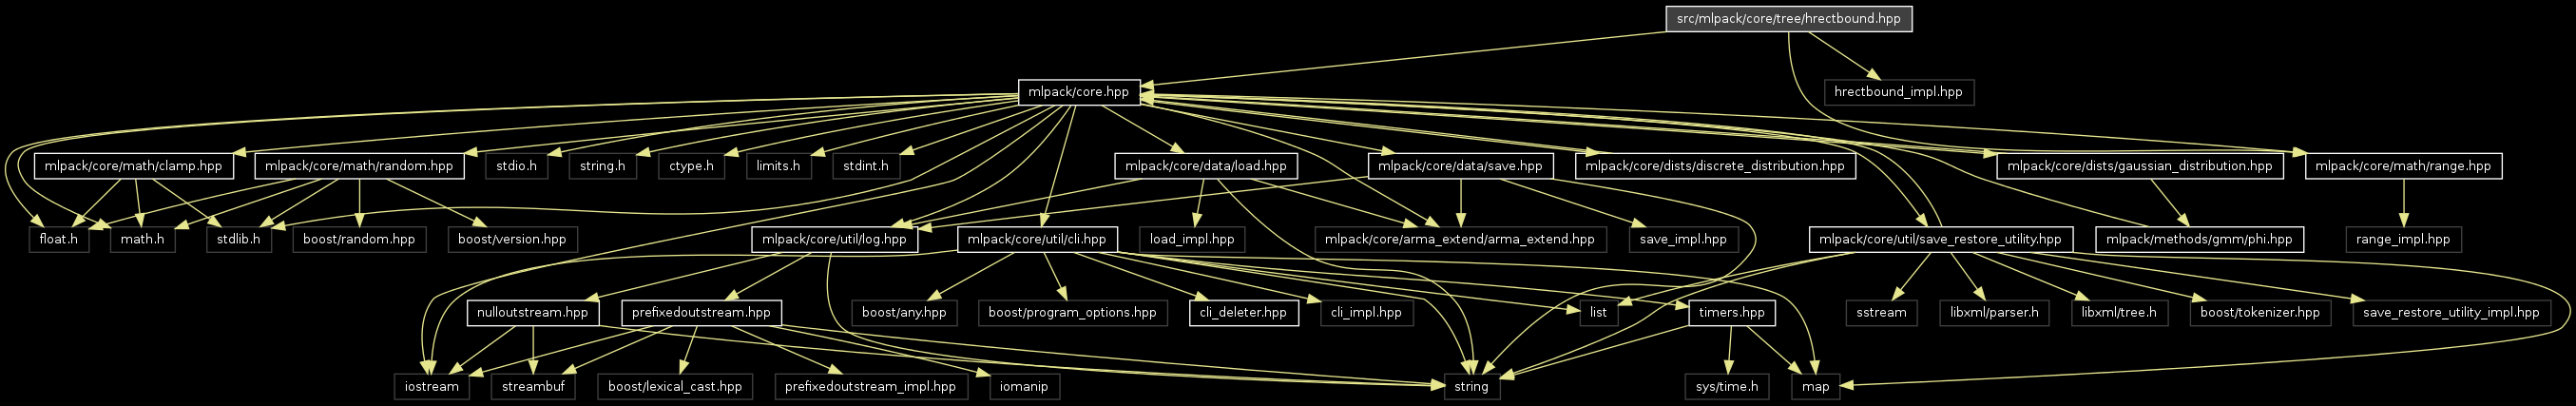 src/mlpack/core/tree/hrectbound.hpp
mlpack/core.hpp
hrectbound_impl.hpp
mlpack/core/math/clamp.hpp
mlpack/core/math/random.hpp
stdio.h
string.h
ctype.h
limits.h
stdint.h
mlpack/core/data/load.hpp
mlpack/core/data/save.hpp
mlpack/core/dists/discrete_distribution.hpp
mlpack/core/dists/gaussian_distribution.hpp
mlpack/core/math/range.hpp
float.h
math.h
stdlib.h
boost/random.hpp
boost/version.hpp
mlpack/core/util/log.hpp
mlpack/core/util/cli.hpp
load_impl.hpp
mlpack/core/arma_extend/arma_extend.hpp
save_impl.hpp
mlpack/core/util/save_restore_utility.hpp
mlpack/methods/gmm/phi.hpp
range_impl.hpp
nulloutstream.hpp
prefixedoutstream.hpp
boost/any.hpp
boost/program_options.hpp
cli_deleter.hpp
cli_impl.hpp
list
timers.hpp
sstream
libxml/parser.h
libxml/tree.h
boost/tokenizer.hpp
save_restore_utility_impl.hpp
iostream
streambuf
boost/lexical_cast.hpp
prefixedoutstream_impl.hpp
iomanip
string
sys/time.h
map